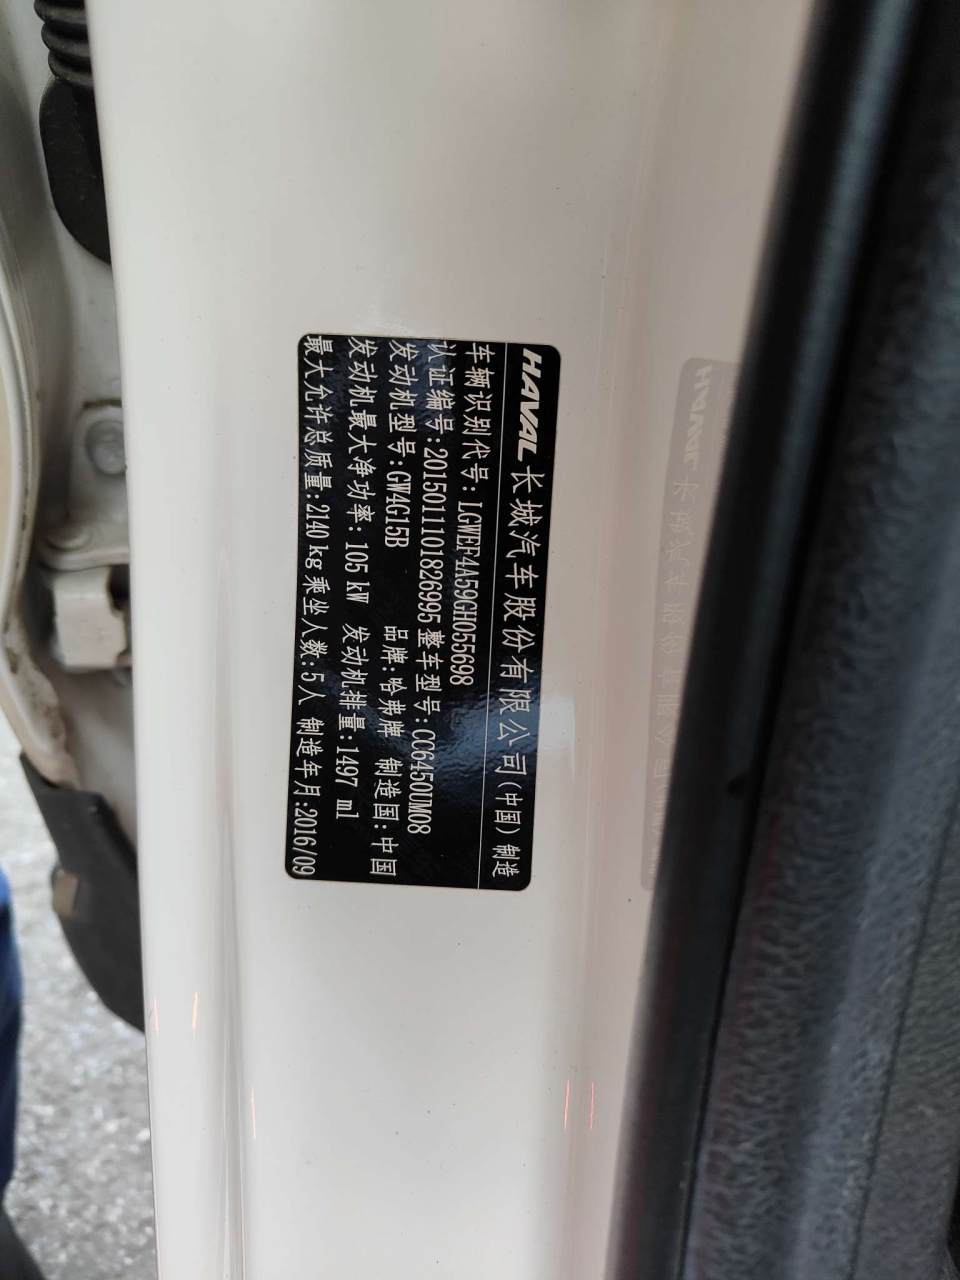 HAVAL 长城汽车股份有限公司(中国)制造
车辆识别代号:LGWEF4A59GH055698
认证编号:2015011101826995 整车型号:CC6450UM08
发动机型号:GW4G15B 品牌:哈弗牌 制造国:中国
发动机最大净功率:105 kW 发动机排量:1497 ml
最大允许总质量:2140 kg 乘坐人数:5人 制造年月:2016/09